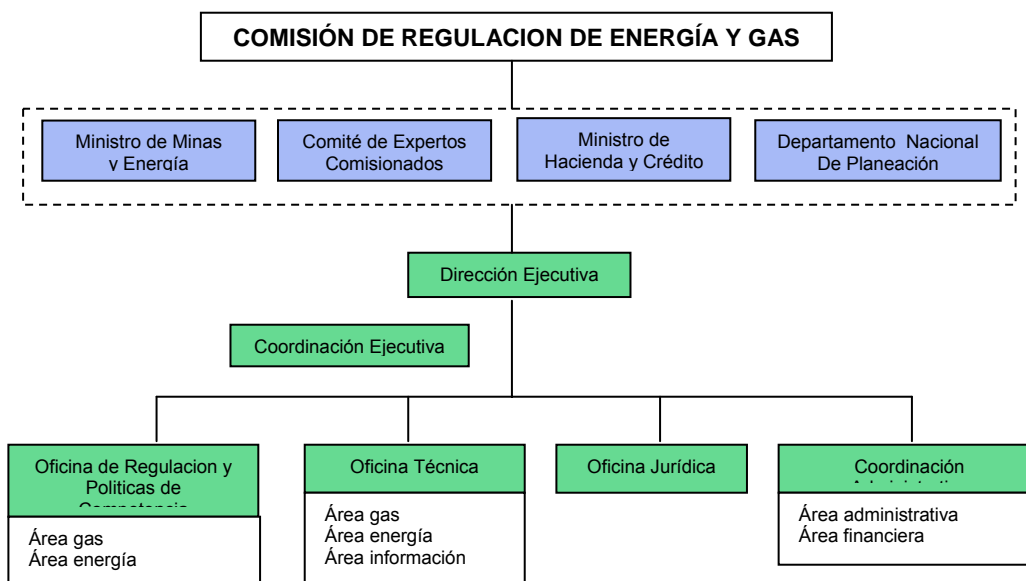 COMISIÓN DE REGULACION DE ENERGÍA Y GAS
Ministro de Minas
y Energía
Comité de Expertos
Comisionados
Ministro de
Hacienda y Crédito
Departamento Nacional
De Planeación
Dirección Ejecutiva
Coordinación Ejecutiva
Oficina de Regulacion y
Politicas de
Competencia
Área gas
Área energía
Oficina Técnica
Área gas
Área energía
Área información
Oficina Jurídica
Coordinación
Área administrativa
Área financiera